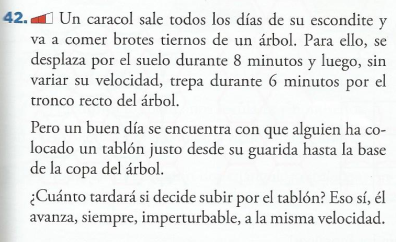 42. Un caracol sale todos los días de su escondite y
va a comer brotes tiernos de un árbol. Para ello, se
desplaza por el suelo durante 8 minutos y luego, sin
variar su velocidad, trepa durante 6 minutos por el
tronco recto del árbol.
Pero un buen día se encuentra con que alguien ha co-
locado un tablón justo desde su guarida hasta la base
de la copa del árbol.
¿Cuánto tardará si decide subir por el tablón? Eso sí, él
avanza, siempre, imperturbable, a la misma velocidad.